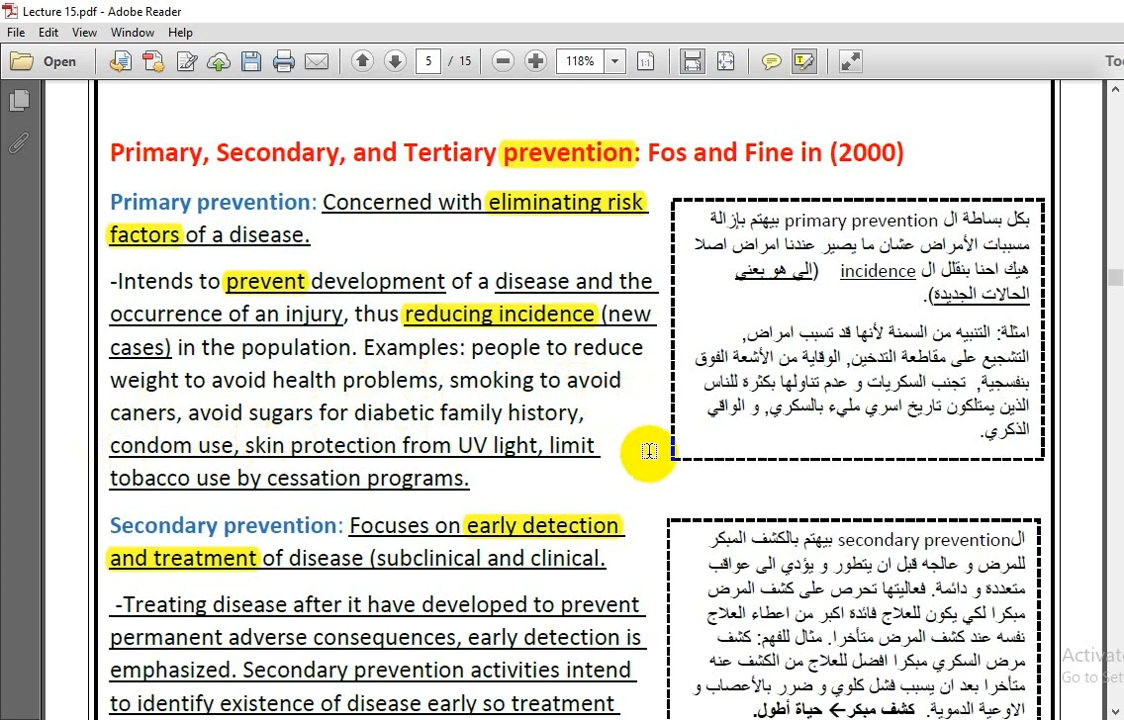 Lecture 15.pdf - Adobe Reader
File Edit View Window Help
Open 5 / 15 118% Too
Primary, Secondary, and Tertiary prevention: Fos and Fine in (2000)
Primary prevention: Concerned with eliminating risk
factors of a disease.
-Intends to prevent development of a disease and the
occurrence of an injury, thus reducing incidence (new
cases) in the population. Examples: people to reduce
weight to avoid health problems, smoking to avoid
caners, avoid sugars for diabetic family history,
condom use, skin protection from UV light, limit
tobacco use by cessation programs.
بكل بساطة ال primary prevention بيهتم بإزالة
مسببات الأمراض عشان ما يصير عندنا امراض اصلا
هيك احنا بنقلل ال incidence (الي هو بعني
الحالات الجديدة).
امثلة: التنبيه من السمنة لأنها قد تسبب امراض,
التشجيع على مقاطعة التدخين, الوقاية من الأشعة الفوق
بنفسجية, تجنب السكريات و عدم تناولها بكثرة للناس
الذين يمتلكون تاريخ اسري مليء بالسكري, و الواقي
الذكري.
Secondary prevention: Focuses on early detection
and treatment of disease (subclinical and clinical.
-Treating disease after it have developed to prevent
permanent adverse consequences, early detection is
emphasized. Secondary prevention activities intend
to identify existence of disease early so treatment
الsecondary prevention بيهتم بالكشف المبكر
للمرض و عالجه قبل ان يتطور و يؤدي الى عواقب
متعددة و دائمة. فعاليتها تحرص على كشف المرض
مبكرا لكي يكون للعلاج فائدة اكبر من اعطاء العلاج
نفسه عند كشف المرض متأخرا. مثال للفهم: كشف
مرض السكري مبكرا افضل للعلاج من الكشف عنه
متأخرا بعد ان يسبب فشل كلوي و ضرر بالأعصاب و
الاوعية الدموية. كشف مبكر← حياة أطول.
Activate
Go to Set